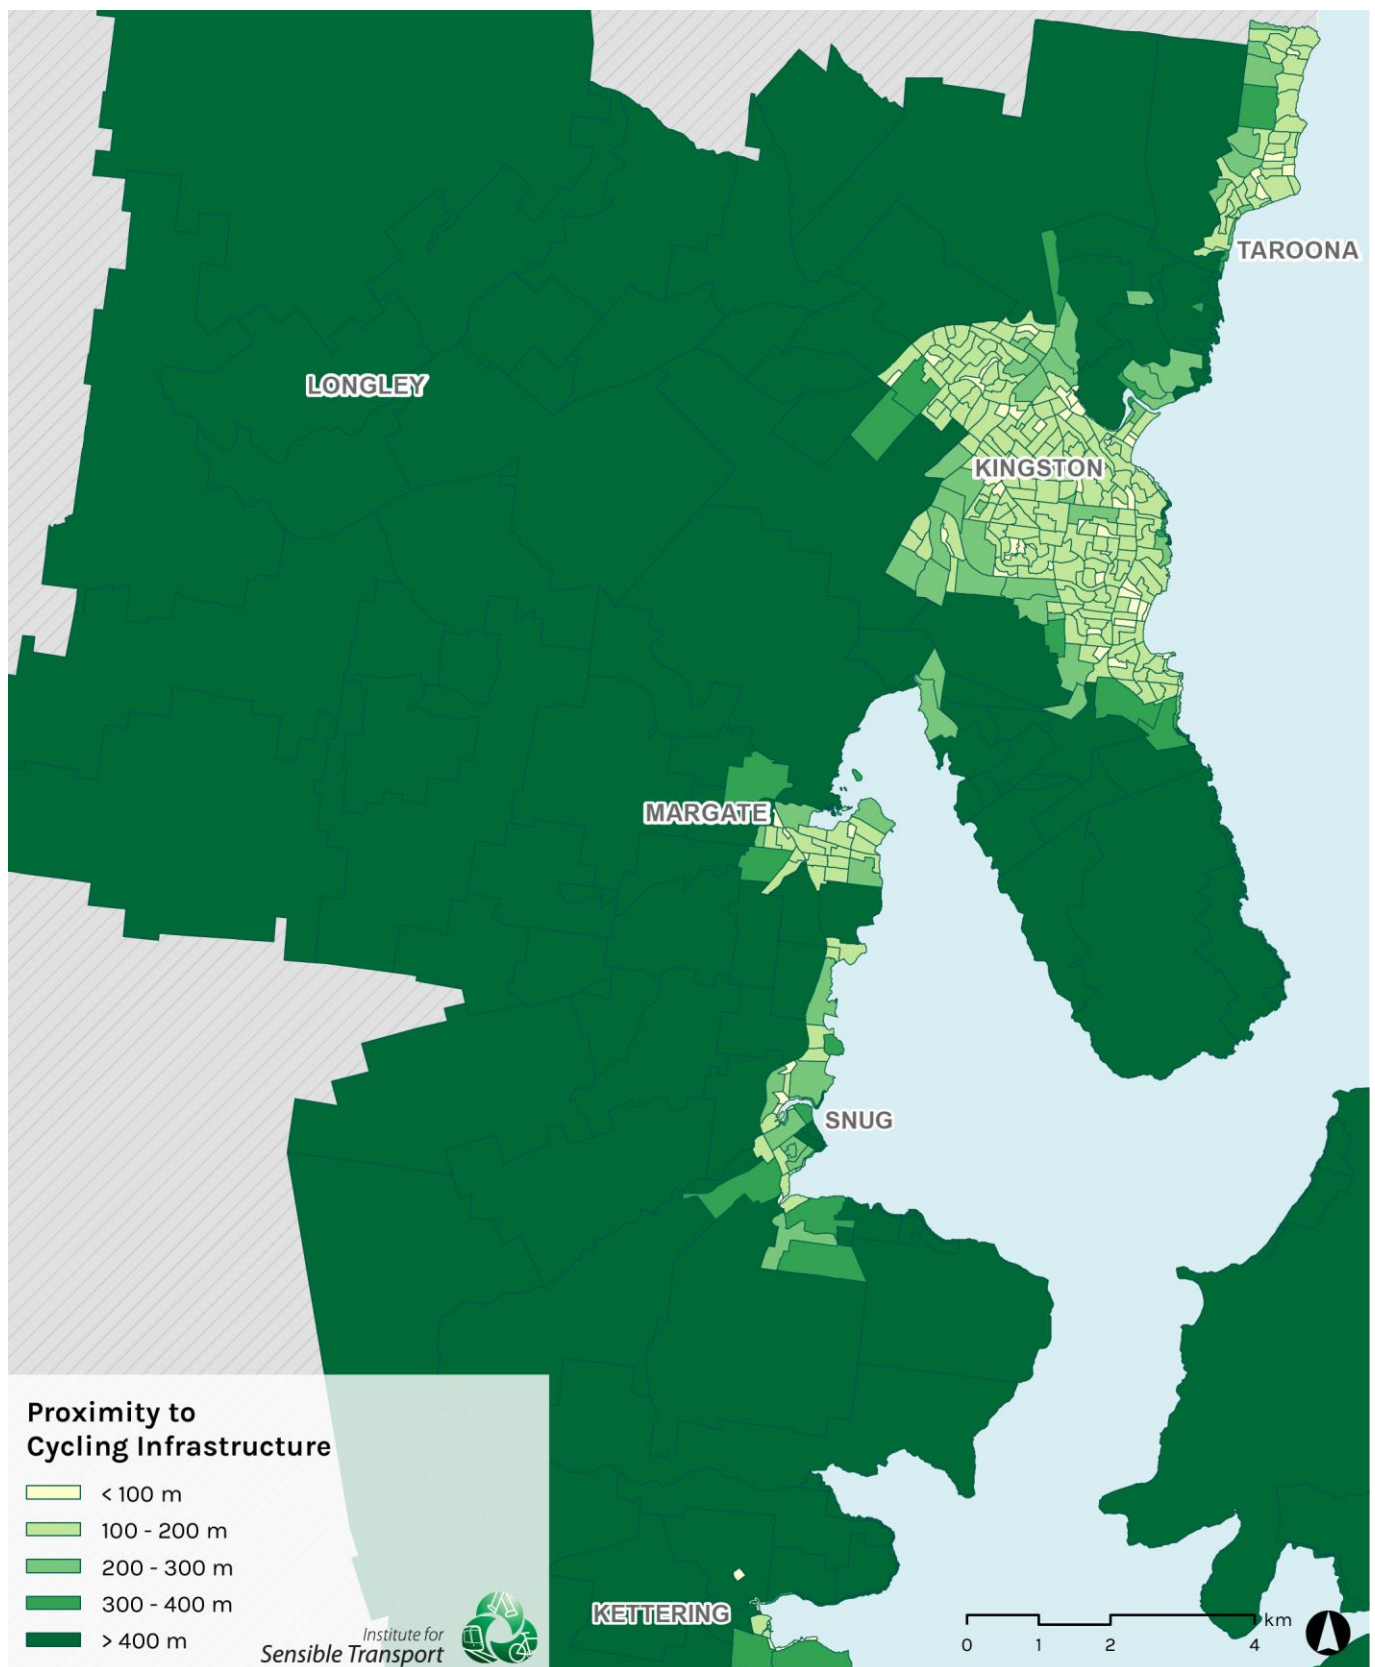 TAROONA
LONGLEY
KINGSTON
MARGATE
SNUG
Proximity to
Cycling Infrastructure
< 100 m
100 - 200 m
200 - 300 m
300 - 400 m
> 400 m
Institute for
Sensible Transport
KETTERING
km
0 1 2 4